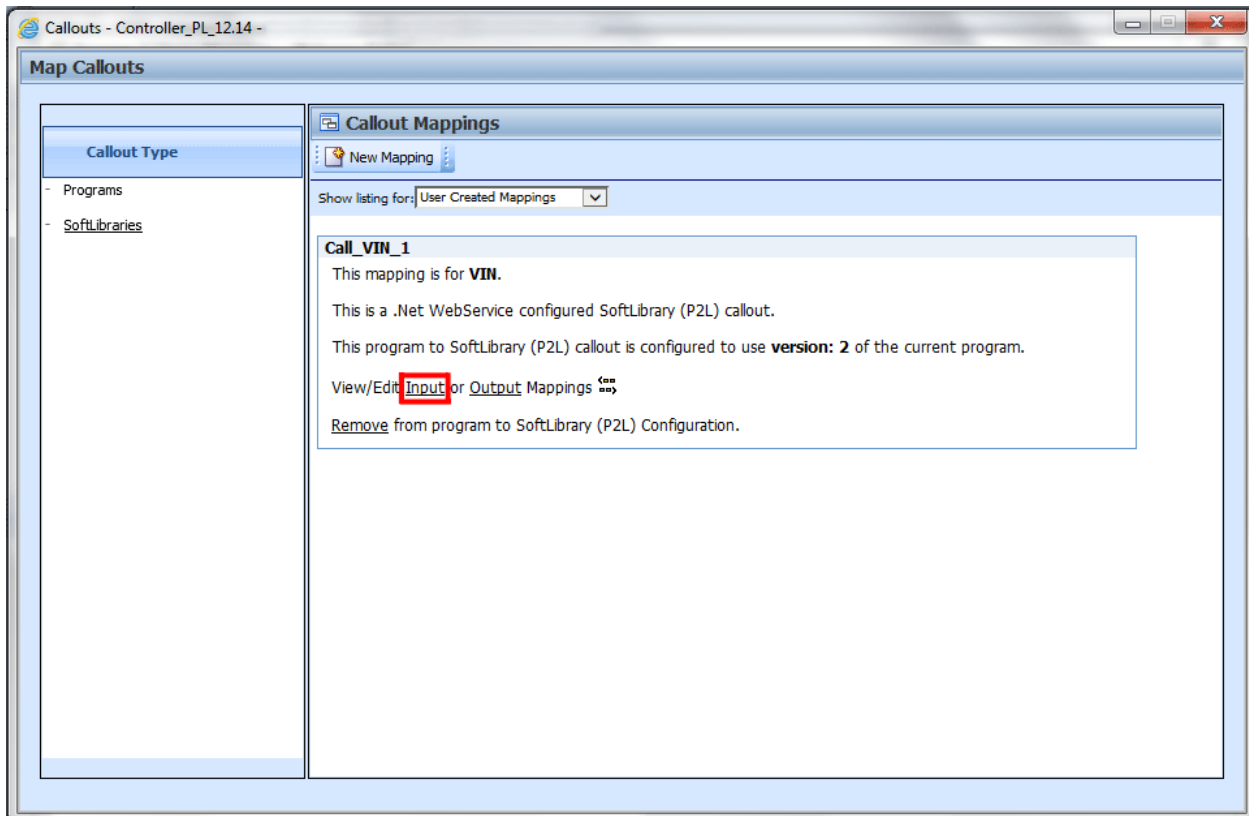 Callouts - Controller_PL_12.14 -
Map Callouts
Callout Type
- Programs
- SoftLibraries
Callout Mappings
New Mapping
Show listing for: User Created Mappings
Call_VIN_1
This mapping is for VIN.
This is a .Net WebService configured SoftLibrary (P2L) callout.
This program to SoftLibrary (P2L) callout is configured to use version: 2 of the current program.
View/Edit Input or Output Mappings
Remove from program to SoftLibrary (P2L) Configuration.